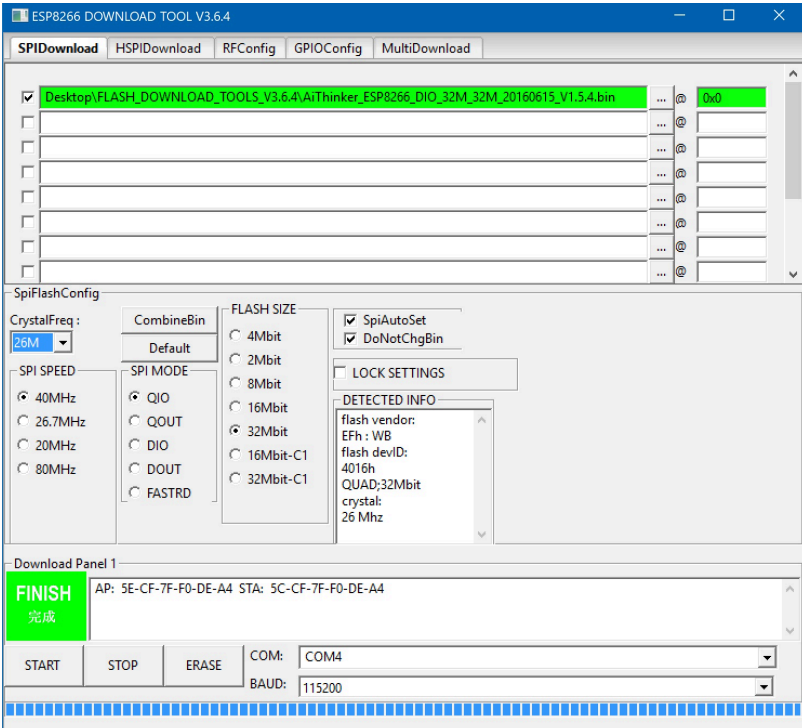 ESP8266 DOWNLOAD TOOL V3.6.4
SPIDownload HSPIDownload RFConfig GPIOConfig MultiDownload
Desktop\FLASH_DOWNLOAD_TOOLS_V3.6.4\AiThinker_ESP8266_DIO_32M_32M_20160615_V1.5.4.bin ... @ 0x0
... @
... @
... @
... @
... @
... @
... @
SpiFlashConfig
CrystalFreq :
26M
SPI SPEED
40MHz
26.7MHz
20MHz
80MHz
CombineBin
Default
SPI MODE
QIO
QOUT
DIO
DOUT
FASTRD
FLASH SIZE
4Mbit
2Mbit
8Mbit
16Mbit
32Mbit
16Mbit-C1
32Mbit-C1
SpiAutoSet
DoNotChgBin
LOCK SETTINGS
DETECTED INFO
flash vendor:
EFh : WB
flash devID:
4016h
QUAD;32Mbit
crystal:
26 Mhz
Download Panel 1
FINISH
完成
AP: 5E-CF-7F-F0-DE-A4 STA: 5C-CF-7F-F0-DE-A4
START STOP ERASE
COM: COM4
BAUD: 115200